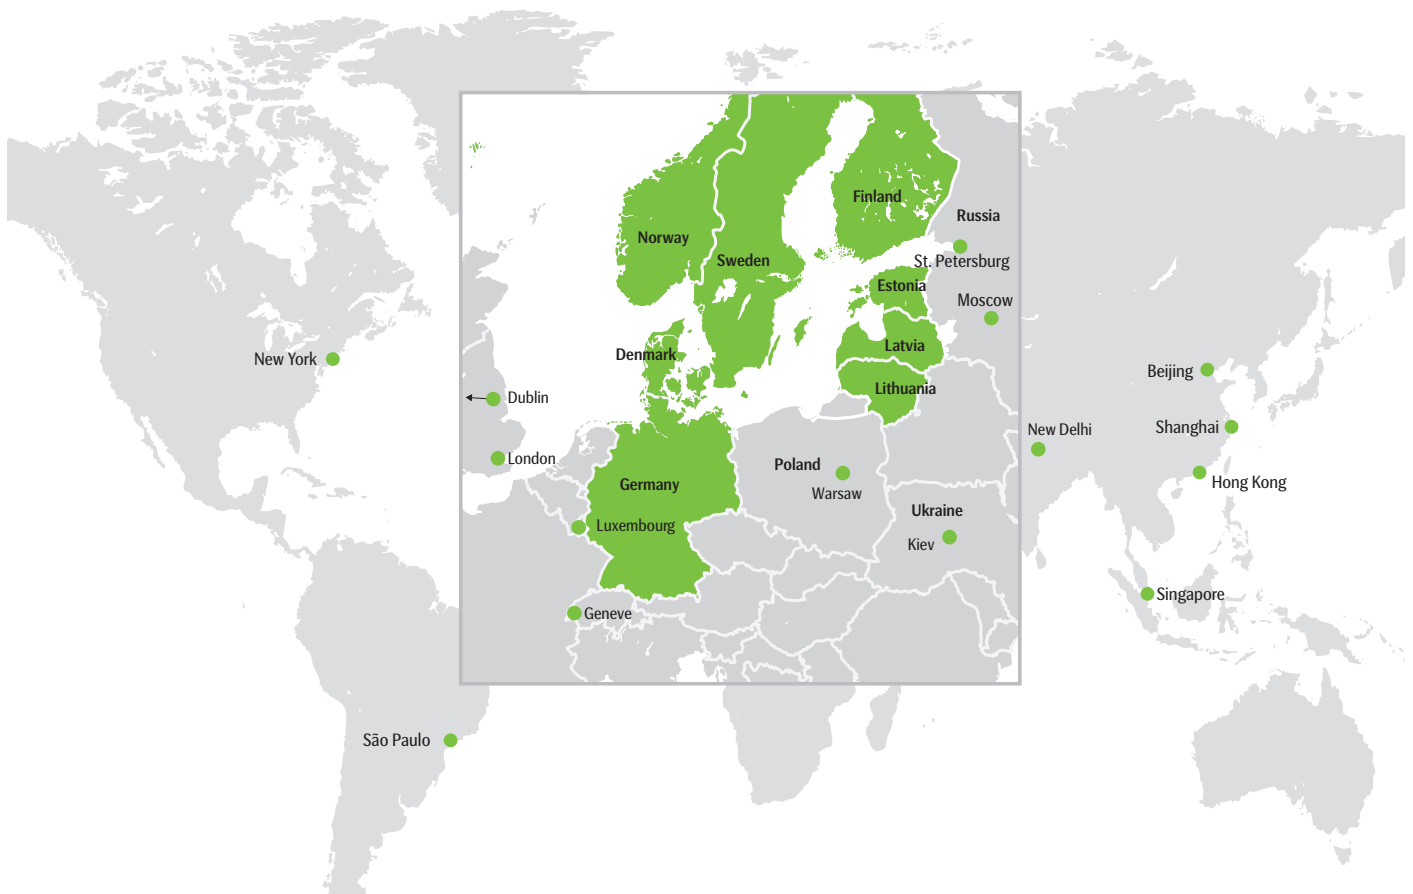 Finland
Russia
Norway
Sweden
St. Petersburg
Estonia
Moscow
Latvia
Denmark
New York
Beijing
Lithuania
Dublin
New Delhi
Shanghai
London
Poland
Warsaw
Germany
Hong Kong
Ukraine
Luxembourg
Kiev
Singapore
Geneve
São Paulo